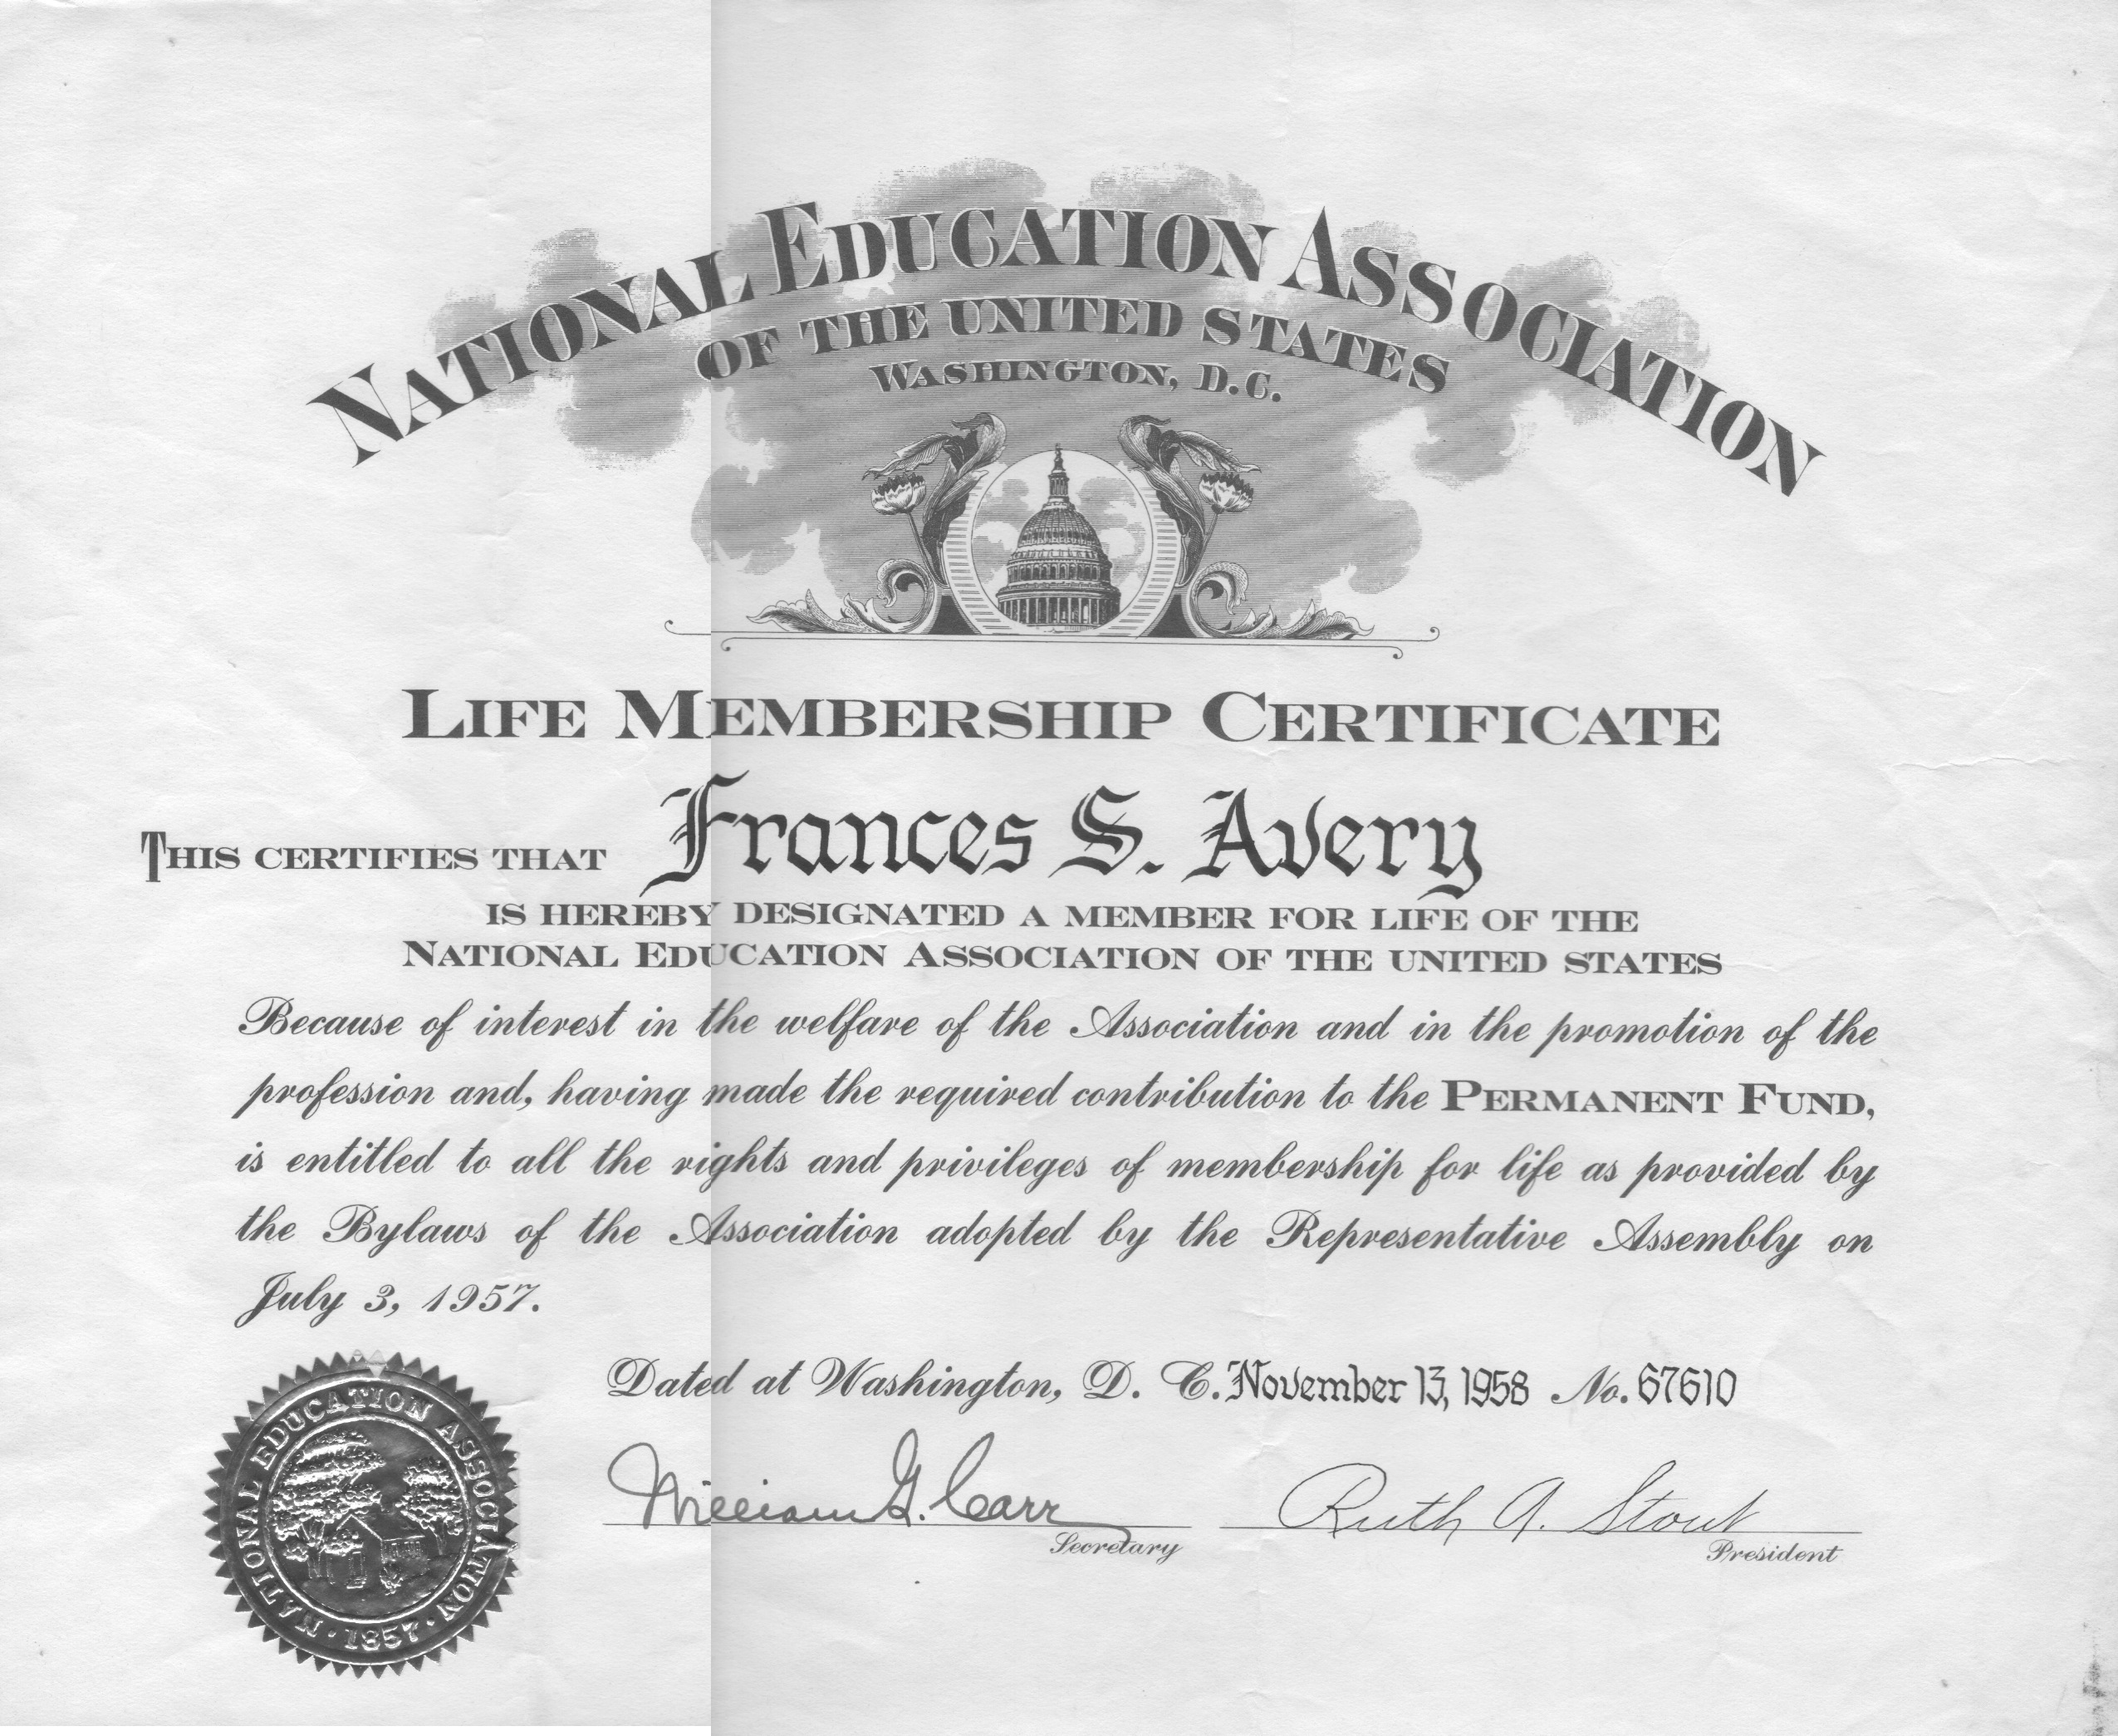 NATIONAL EDUCATION ASSOCIATION
OF THE UNITED STATES
WASHINGTON, D.C.
LIFE MEMBERSHIP CERTIFICATE
THIS CERTIFIES THAT Frances S. Avery
IS HEREBY DESIGNATED A MEMBER FOR LIFE OF THE
NATIONAL EDUCATION ASSOCIATION OF THE UNITED STATES
Because of interest in the welfare of the Association and in the promotion of the
profession and, having made the required contribution to the PERMANENT FUND,
is entitled to all the rights and privileges of membership for life as provided by
the Bylaws of the Association adopted by the Representative Assembly on
July 3, 1957.
Dated at Washington, D. C. November 13, 1958 No. 67610
William G. Carr
Secretary
Ruth A. Stout
President
NATIONAL EDUCATION ASSOCIATION
· 1857 ·